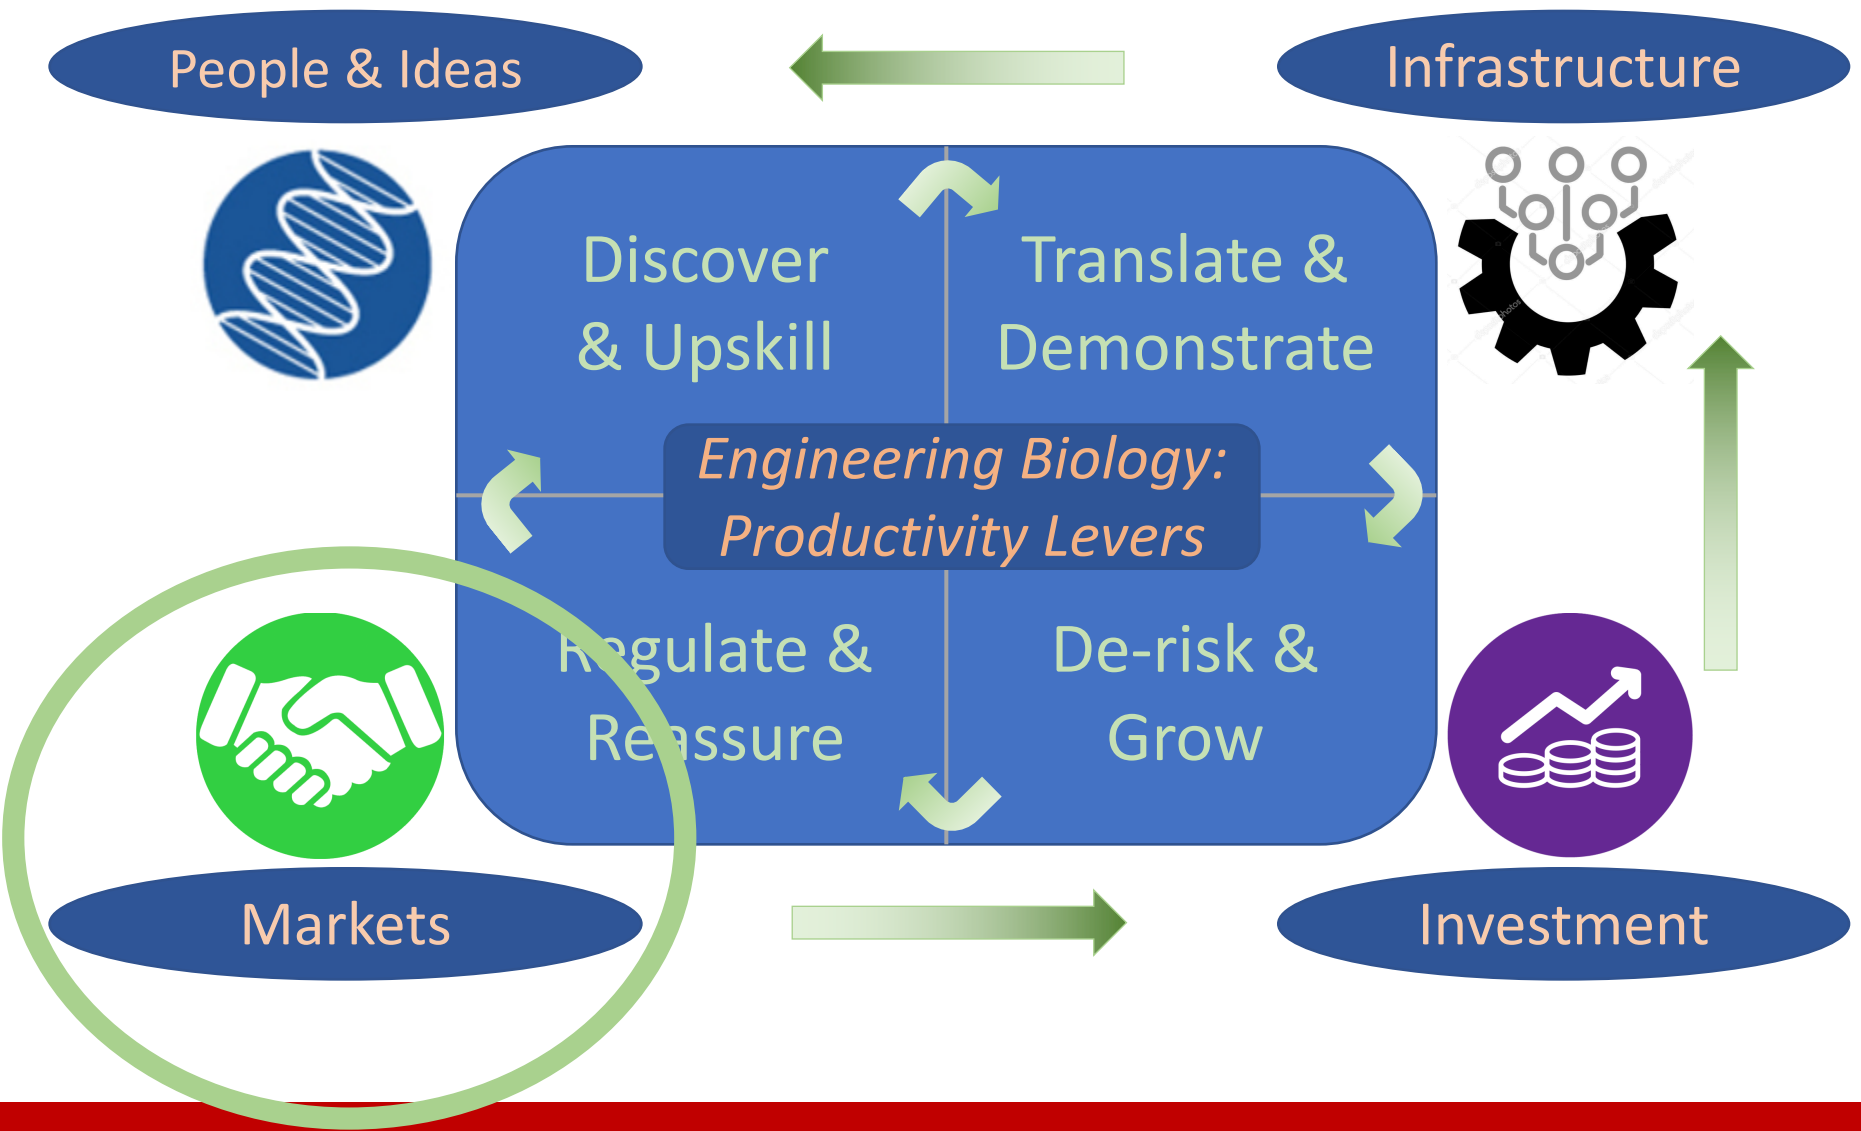 People & Ideas
Infrastructure
Discover
& Upskill
Translate &
Demonstrate
Engineering Biology:
Productivity Levers
Regulate &
Reassure
De-risk &
Grow
Markets
Investment